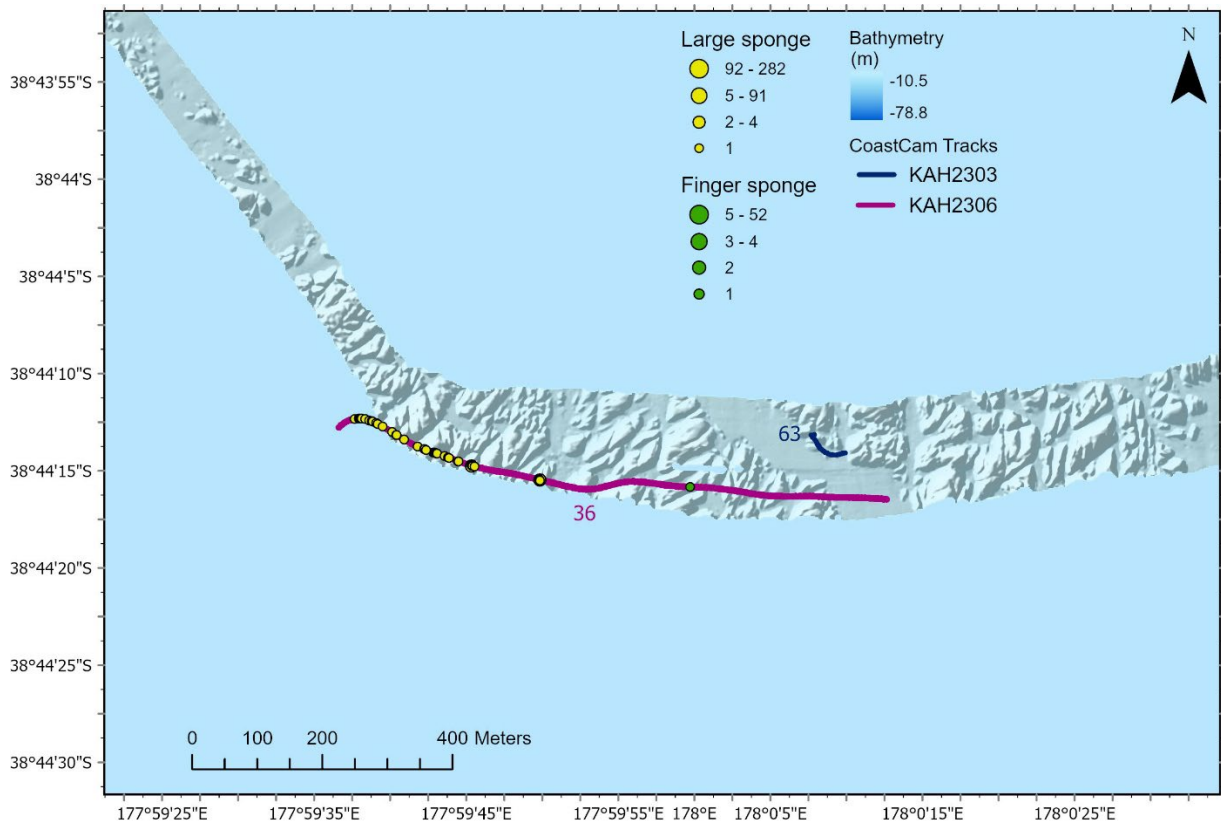 Large sponge
92 - 282
5 - 91
2 - 4
1
Finger sponge
5 - 52
3 - 4
2
1
Bathymetry
(m)
-10.5
-78.8
CoastCam Tracks
KAH2303
KAH2306
N
38°43'55"S
38°44'S
38°44'5"S
38°44'10"S
38°44'15"S
38°44'20"S
38°44'25"S
38°44'30"S
63
36
0 100 200 400 Meters
177°59'25"E 177°59'35"E 177°59'45"E 177°59'55"E 178°E 178°0'5"E 178°0'15"E 178°0'25"E